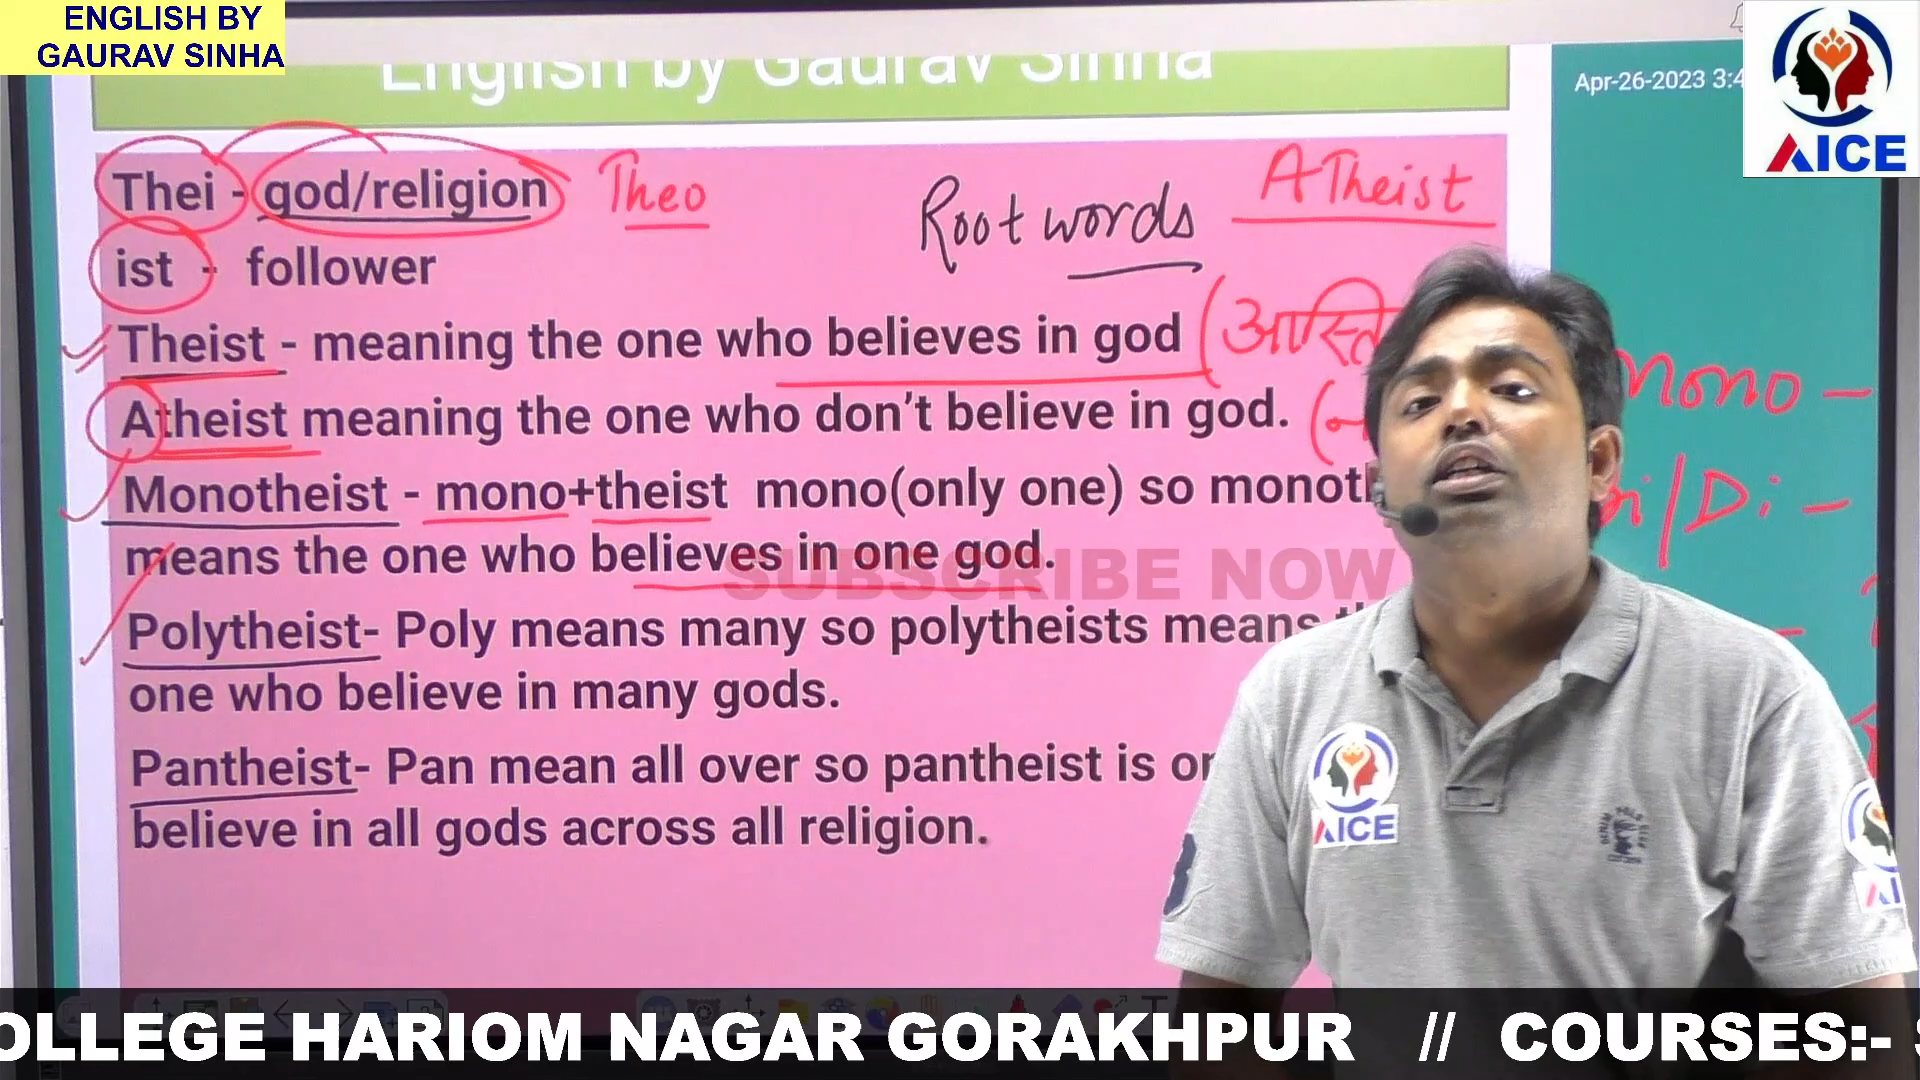 ENGLISH BY
GAURAV SINHA
English by Gaurav Sinha
Apr-26-2023 3:4
AICE
Thei - god/religion Theo
Root words
ATheist
ist - follower
Theist - meaning the one who believes in god
Atheist meaning the one who don't believe in god.
Mono -
Monotheist - mono+theist mono(only one) so monoth
Di -
means the one who believes in one god.
SUBSCRIBE NOW
Polytheist- Poly means many so polytheists means
one who believe in many gods.
Pantheist- Pan mean all over so pantheist is or
believe in all gods across all religion.
AICE
OLLEGE HARIOM NAGAR GORAKHPUR // COURSES:-